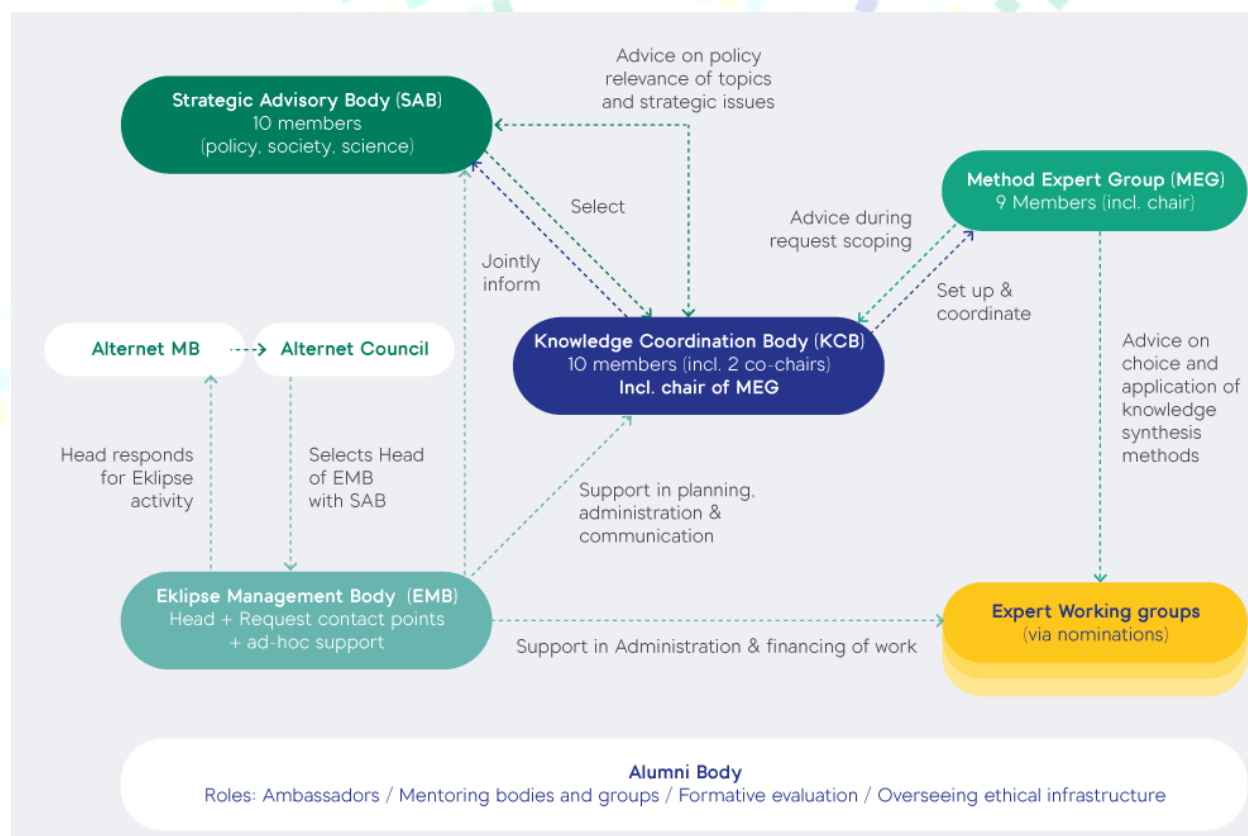 Advice on policy
relevance of topics
and strategic issues
Strategic Advisory Body (SAB)
10 members
(policy, society, science)
Method Expert Group (MEG)
9 Members (incl. chair)
Select
Advice during
request scoping
Jointly
inform
Set up &
coordinate
Alternet MB
Alternet Council
Knowledge Coordination Body (KCB)
10 members (incl. 2 co-chairs)
Incl. chair of MEG
Advice on
choice and
application of
knowledge
synthesis
methods
Head responds
for Eklipse
activity
Selects Head
of EMB
with SAB
Support in planning,
administration &
communication
Eklipse Management Body (EMB)
Head + Request contact points
+ ad-hoc support
Support in Administration & financing of work
Expert Working groups
(via nominations)
Alumni Body
Roles: Ambassadors / Mentoring bodies and groups / Formative evaluation / Overseeing ethical infrastructure